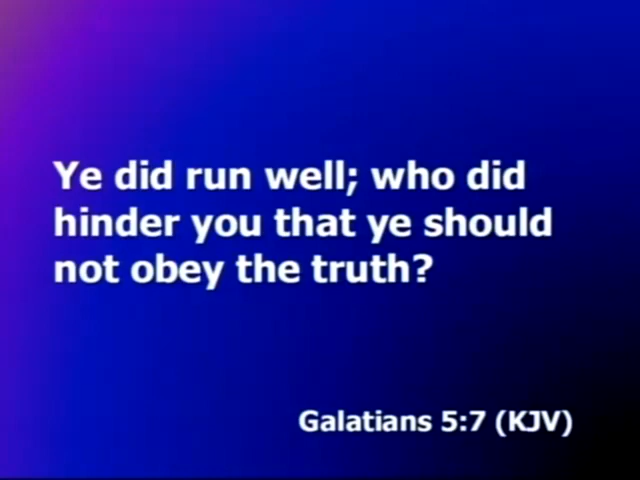 Ye did run well; who did
hinder you that ye should
not obey the truth?
Galatians 5:7 (KJV)